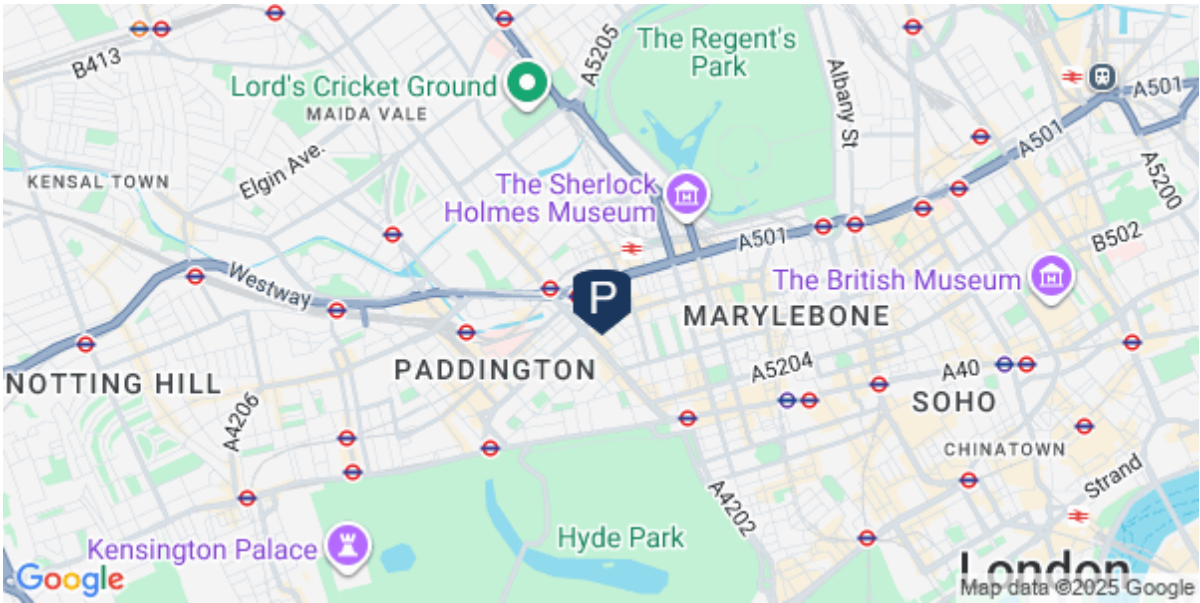 B413
A5205
The Regent's
Park
Albany St
A501
Lord's Cricket Ground
MAIDA VALE
A501
Elgin Ave.
KENSAL TOWN
A5200
The Sherlock
Holmes Museum
A501
B502
Westway
The British Museum
P
MARYLEBONE
PADDINGTON
A5204
A40
NOTTING HILL
SOHO
A4206
CHINATOWN
Strand
A4202
Hyde Park
Kensington Palace
London
Google
Map data ©2025 Google